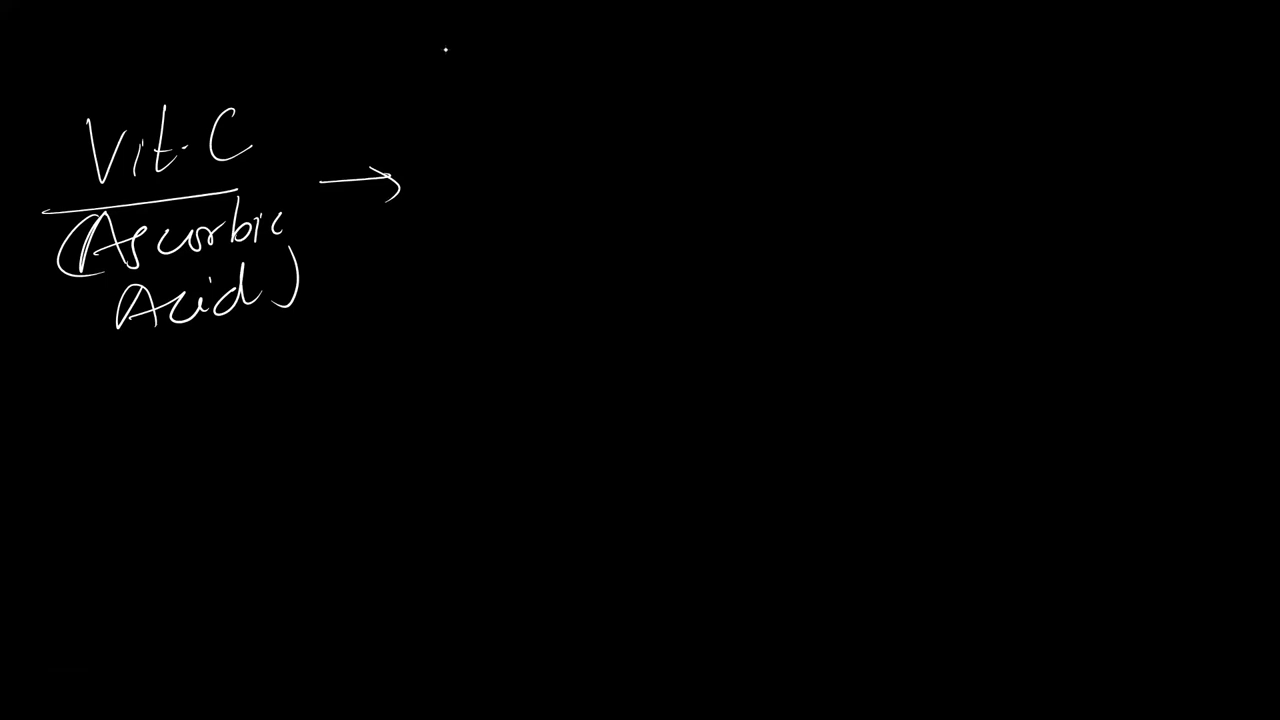 Vit. C →
(Ascorbic
Acid)